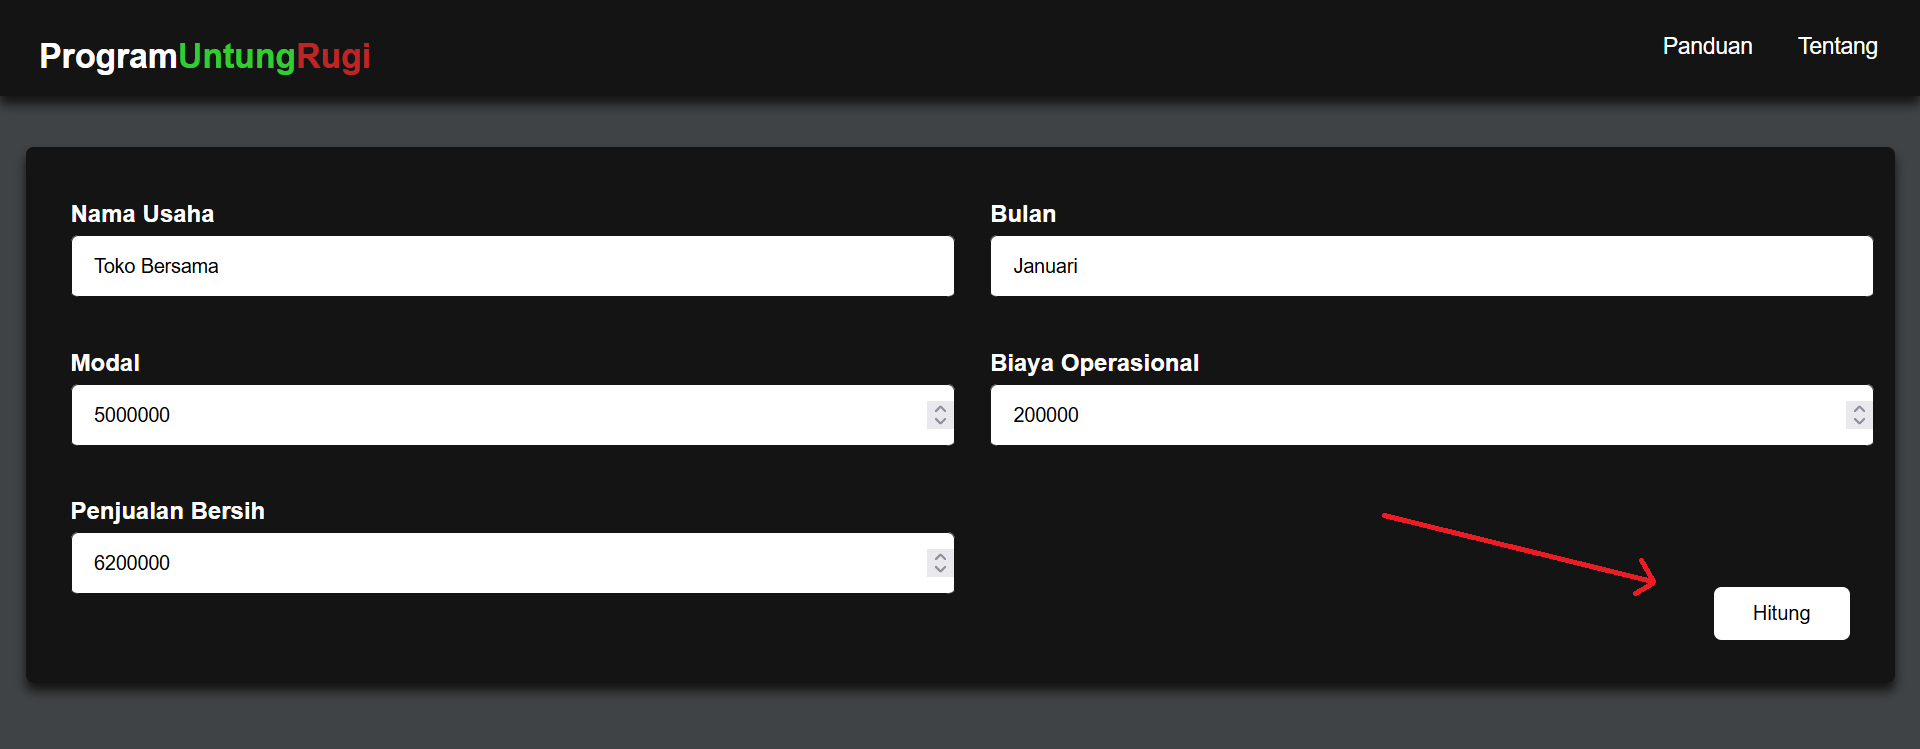 ProgramUntungRugi
Panduan Tentang
Nama Usaha
Toko Bersama
Bulan
Januari
Modal
5000000
Biaya Operasional
200000
Penjualan Bersih
6200000
Hitung